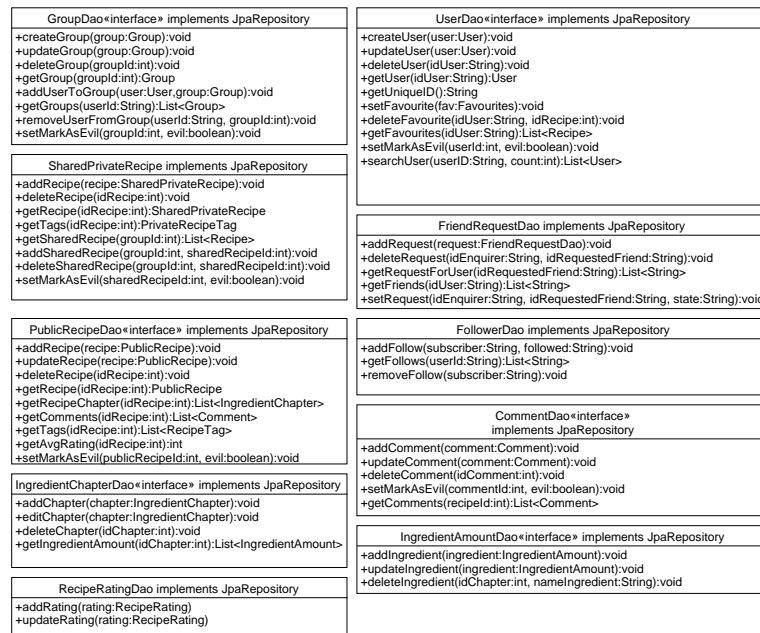 GroupDao«interface» implements JpaRepository
+createGroup(group:Group):void
+updateGroup(group:Group):void
+deleteGroup(groupId:int):void
+getGroup(groupId:int):Group
+addUserToGroup(user:User,group:Group):void
+getGroups(userId:String):List<Group>
+removeUserFromGroup(userId:String, groupId:int):void
+setMarkAsEvil(groupId:int, evil:boolean):void
SharedPrivateRecipe implements JpaRepository
+addRecipe(recipe:SharedPrivateRecipe):void
+deleteRecipe(idRecipe:int):void
+getRecipe(idRecipe:int):SharedPrivateRecipe
+getTags(idRecipe:int):PrivateRecipeTag
+getSharedRecipe(groupId:int):List<Recipe>
+addSharedRecipe(groupId:int, sharedRecipeId:int):void
+deleteSharedRecipe(groupId:int, sharedRecipeId:int):void
+setMarkAsEvil(sharedRecipeId:int, evil:boolean):void
PublicRecipeDao«interface» implements JpaRepository
+addRecipe(recipe:PublicRecipe):void
+updateRecipe(recipe:PublicRecipe):void
+deleteRecipe(idRecipe:int):void
+getRecipe(idRecipe:int):PublicRecipe
+getRecipeChapter(idRecipe:int):List<IngredientChapter>
+getComments(idRecipe:int):List<Comment>
+getTags(idRecipe:int):List<RecipeTag>
+getAvgRating(idRecipe:int):int
+setMarkAsEvil(publicRecipeId:int, evil:boolean):void
IngredientChapterDao«interface» implements JpaRepository
+addChapter(chapter:IngredientChapter):void
+editChapter(chapter:IngredientChapter):void
+deleteChapter(idChapter:int):void
+getIngredientAmount(idChapter:int):List<IngredientAmount>
RecipeRatingDao implements JpaRepository
+addRating(rating:RecipeRating)
+updateRating(rating:RecipeRating)
UserDao«interface» implements JpaRepository
+createUser(user:User):void
+updateUser(user:User):void
+deleteUser(idUser:String):void
+getUser(idUser:String):User
+getUniqueID():String
+setFavourite(fav:Favourites):void
+deleteFavourite(idUser:String, idRecipe:int):void
+getFavourites(idUser:String):List<Recipe>
+setMarkAsEvil(userId:int, evil:boolean):void
+searchUser(userID:String, count:int):List<User>
FriendRequestDao implements JpaRepository
+addRequest(request:FriendRequestDao):void
+deleteRequest(idEnquirer:String, idRequestedFriend:String):void
+getRequestForUser(idRequestedFriend:String):List<String>
+getFriends(idUser:String):List<String>
+setRequest(idEnquirer:String, idRequestedFriend:String, state:String):void
FollowerDao implements JpaRepository
+addFollow(subscriber:String, followed:String):void
+getFollows(userId:String):List<String>
+removeFollow(subscriber:String):void
CommentDao«interface»
implements JpaRepository
+addComment(comment:Comment):void
+updateComment(comment:Comment):void
+deleteComment(idComment:int):void
+setMarkAsEvil(commentId:int, evil:boolean):void
+getComments(recipeId:int):List<Comment>
IngredientAmountDao«interface» implements JpaRepository
+addIngredient(ingredient:IngredientAmount):void
+updateIngredient(ingredient:IngredientAmount):void
+deleteIngredient(idChapter:int, nameIngredient:String):void